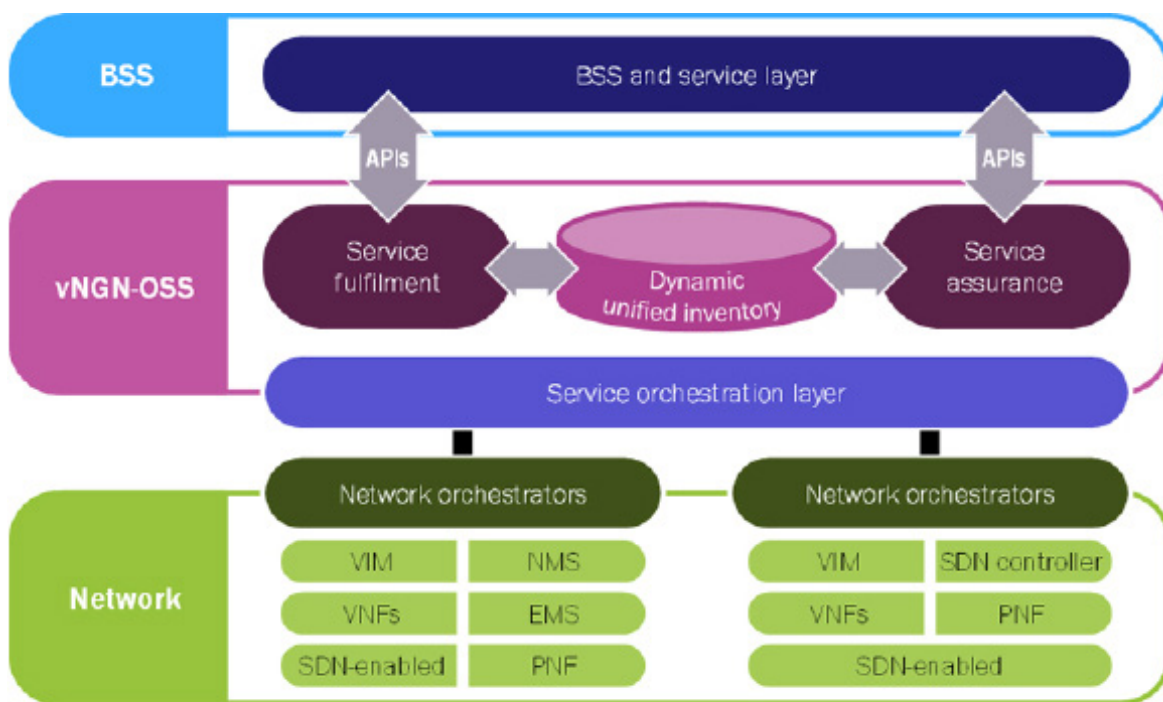 BSS
BSS and service layer
APIs
APIs
vNGN-OSS
Service
fulfilment
Dynamic
unified inventory
Service
assurance
Service orchestration layer
Network
Network orchestrators
VIM
NMS
VNFs
EMS
SDN-enabled
PNF
Network orchestrators
VIM
SDN controller
VNFs
PNF
SDN-enabled